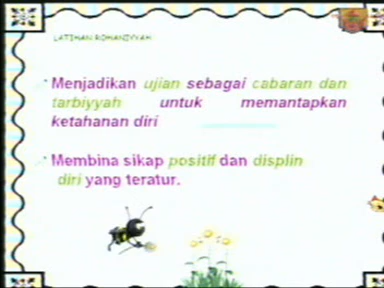 LATIHAN ROHANIYYAH
Menjadikan ujian sebagai cabaran dan
tarbiyyah untuk memantapkan
ketahanan diri
Membina sikap positif dan displin
diri yang teratur.